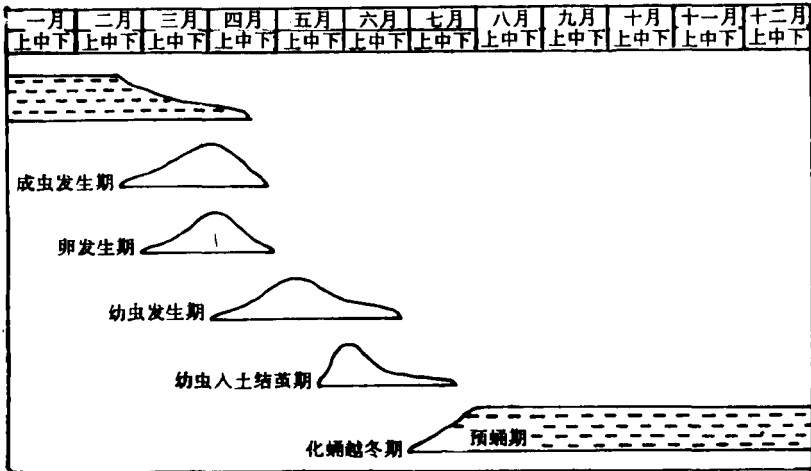 一月 二月 三月 四月 五月 六月 七月 八月 九月 十月 十一月 十二月
上中下 上中下 上中下 上中下 上中下 上中下 上中下 上中下 上中下 上中下 上中下 上中下
成虫发生期
卵发生期
幼虫发生期
幼虫入土结茧期
化蛹越冬期 预蛹期